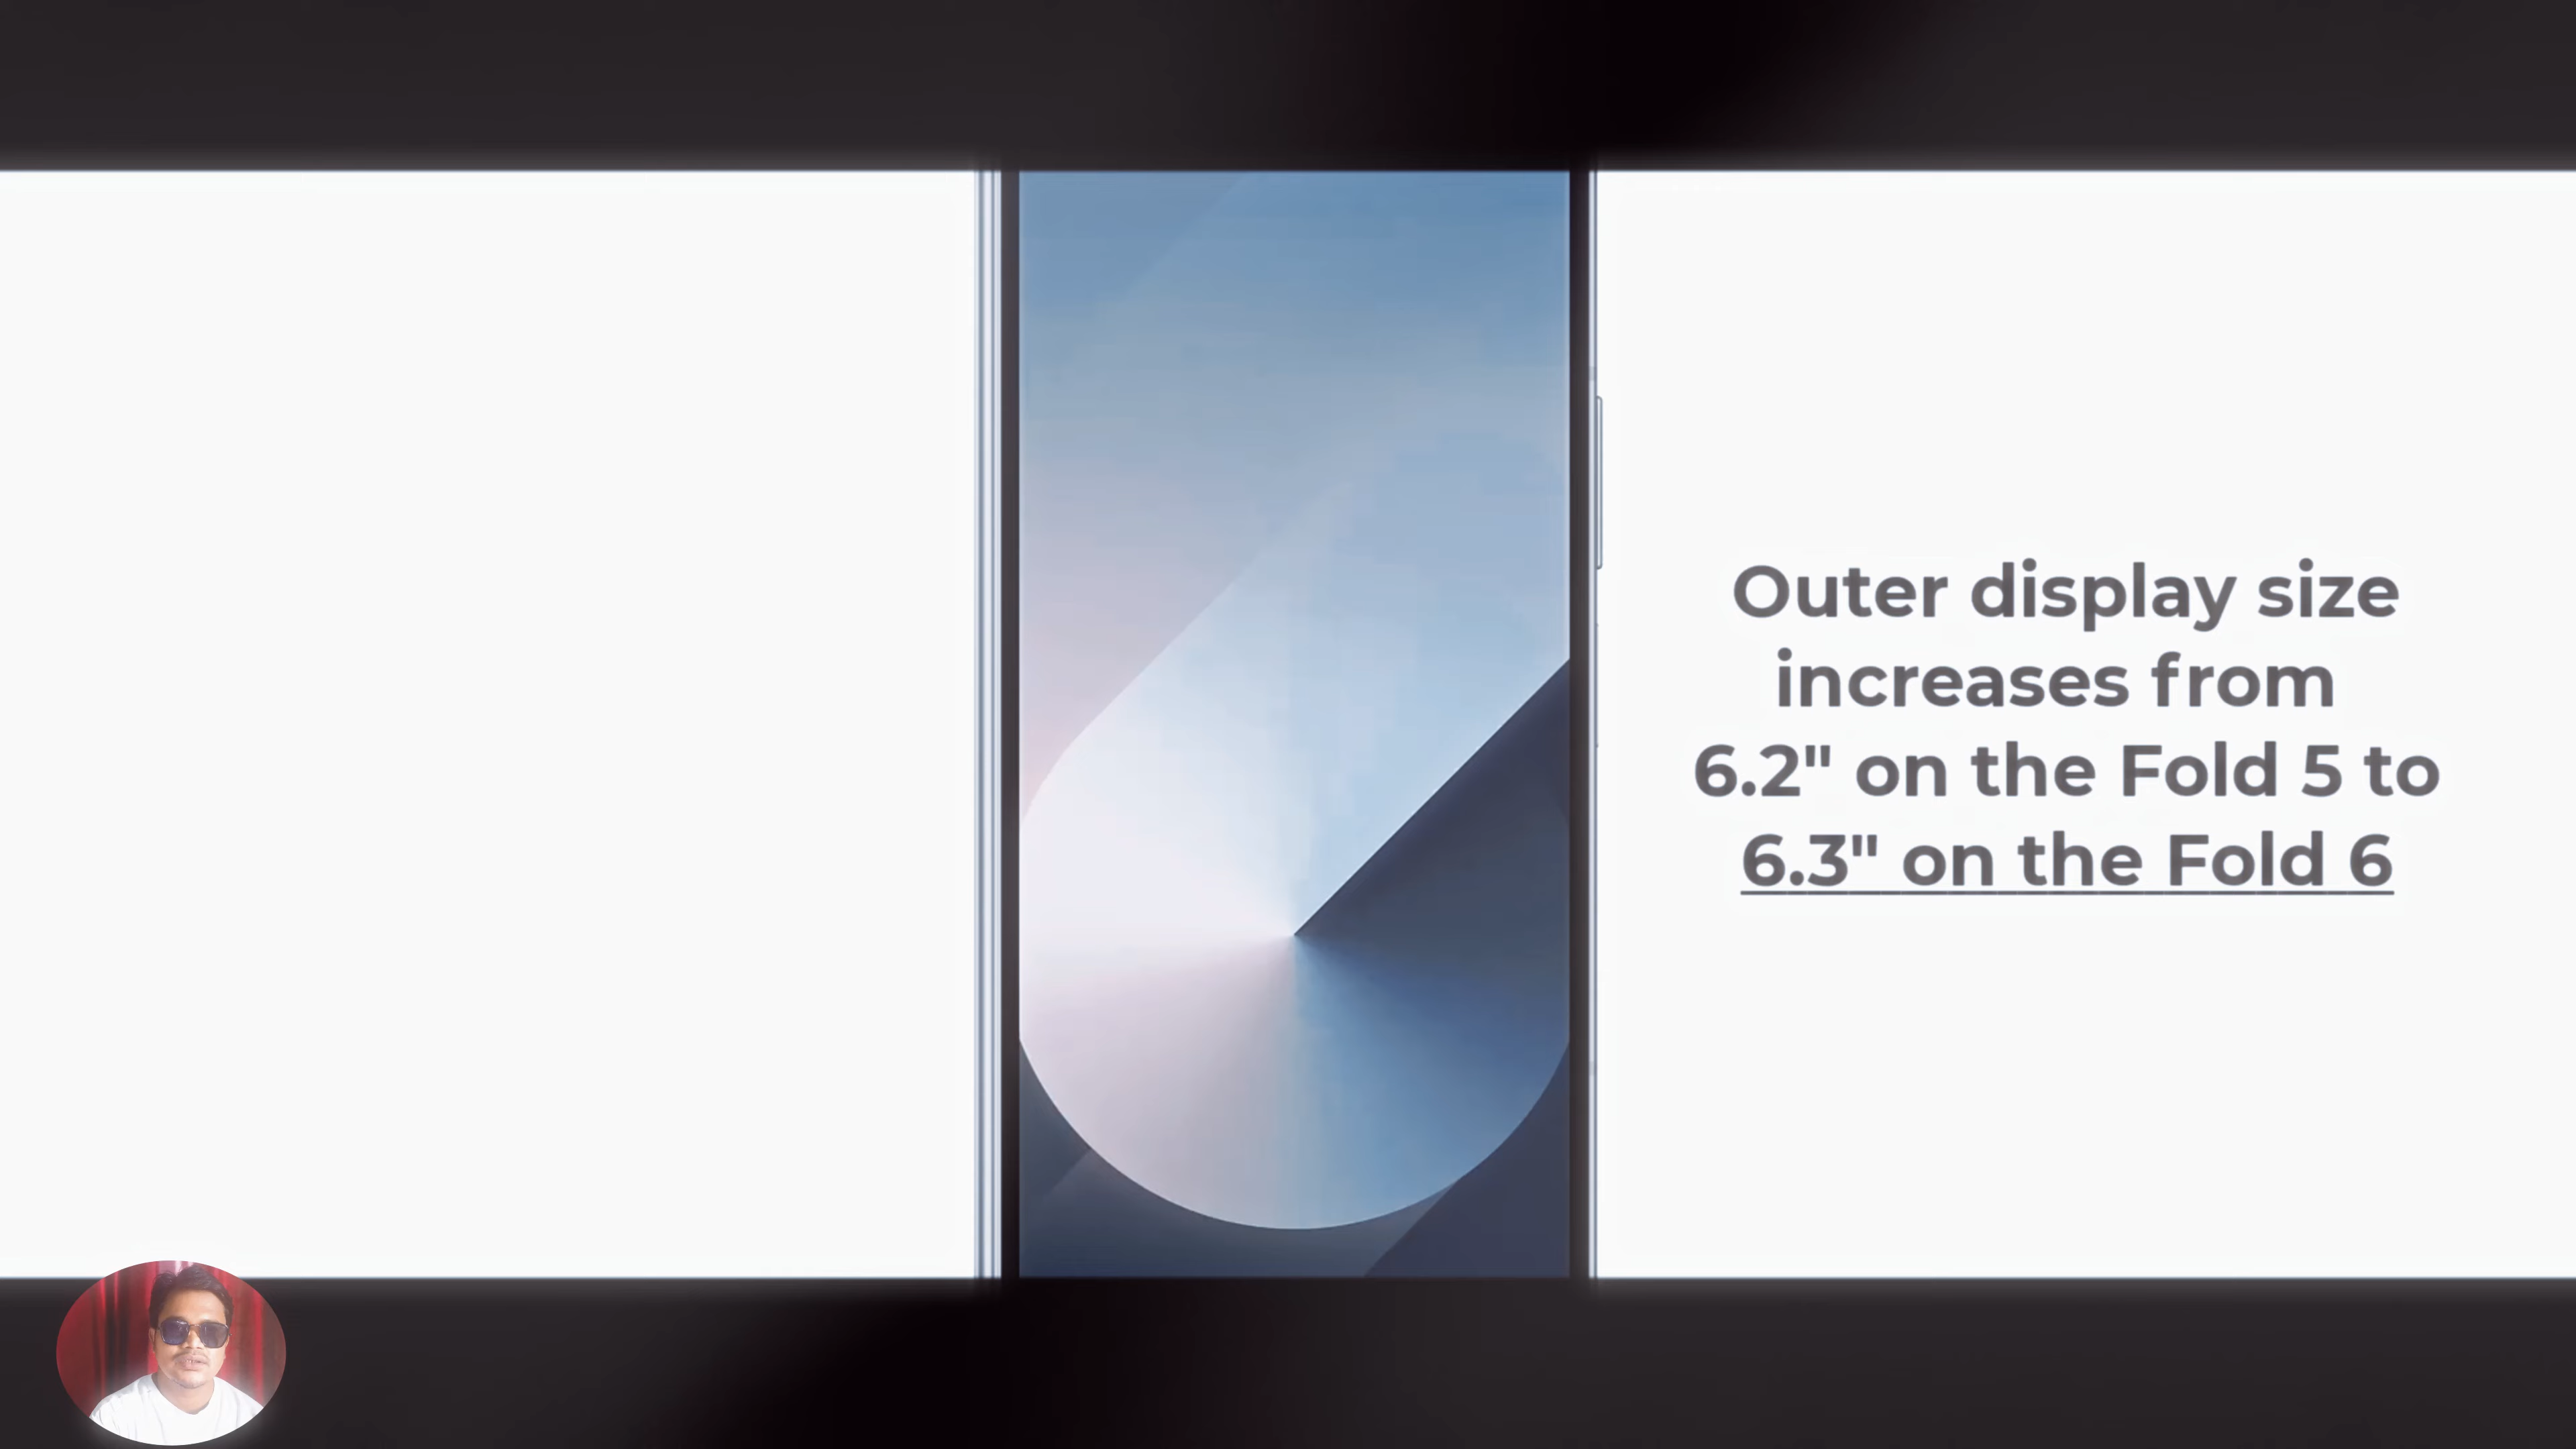 Outer display size
increases from
6.2" on the Fold 5 to
6.3" on the Fold 6